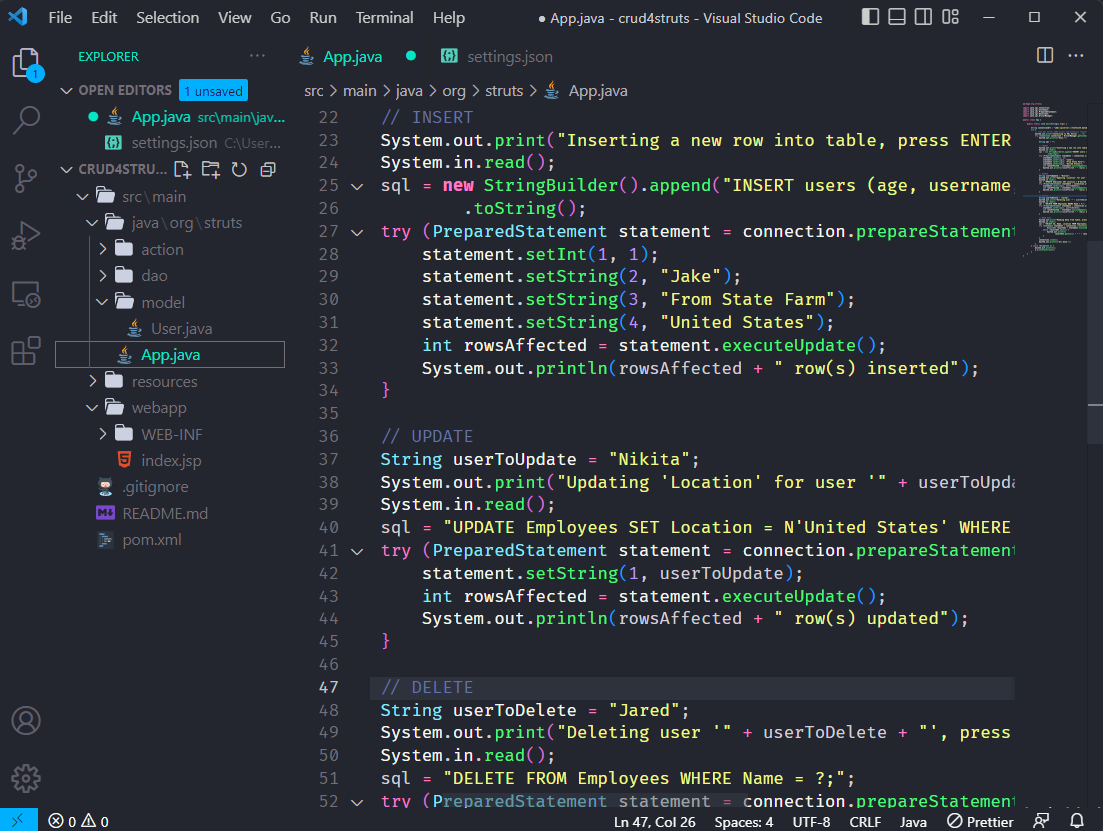 File Edit Selection View Go Run Terminal Help
● App.java - crud4struts - Visual Studio Code
EXPLORER
1
OPEN EDITORS 1 unsaved
App.java src\main\jav...
settings.json C:\User...
CRUD4STRU...
src\main
java\org\struts
action
dao
model
User.java
App.java
resources
webapp
WEB-INF
index.jsp
.gitignore
README.md
pom.xml
App.java
settings.json
src > main > java > org > struts > App.java
22 // INSERT
23 System.out.print("Inserting a new row into table, press ENTER
24 System.in.read();
25 sql = new StringBuilder().append("INSERT users (age, username,
26 .toString();
27 try (PreparedStatement statement = connection.prepareStatement
28 statement.setInt(1, 1);
29 statement.setString(2, "Jake");
30 statement.setString(3, "From State Farm");
31 statement.setString(4, "United States");
32 int rowsAffected = statement.executeUpdate();
33 System.out.println(rowsAffected + " row(s) inserted");
34 }
35
36 // UPDATE
37 String userToUpdate = "Nikita";
38 System.out.print("Updating 'Location' for user '" + userToUpda
39 System.in.read();
40 sql = "UPDATE Employees SET Location = N'United States' WHERE
41 try (PreparedStatement statement = connection.prepareStatement
42 statement.setString(1, userToUpdate);
43 int rowsAffected = statement.executeUpdate();
44 System.out.println(rowsAffected + " row(s) updated");
45 }
46
47 // DELETE
48 String userToDelete = "Jared";
49 System.out.print("Deleting user '" + userToDelete + "', press
50 System.in.read();
51 sql = "DELETE FROM Employees WHERE Name = ?;";
52 try (PreparedStatement statement = connection.prepareStatement
0 0
Ln 47, Col 26 Spaces: 4 UTF-8 CRLF Java Prettier